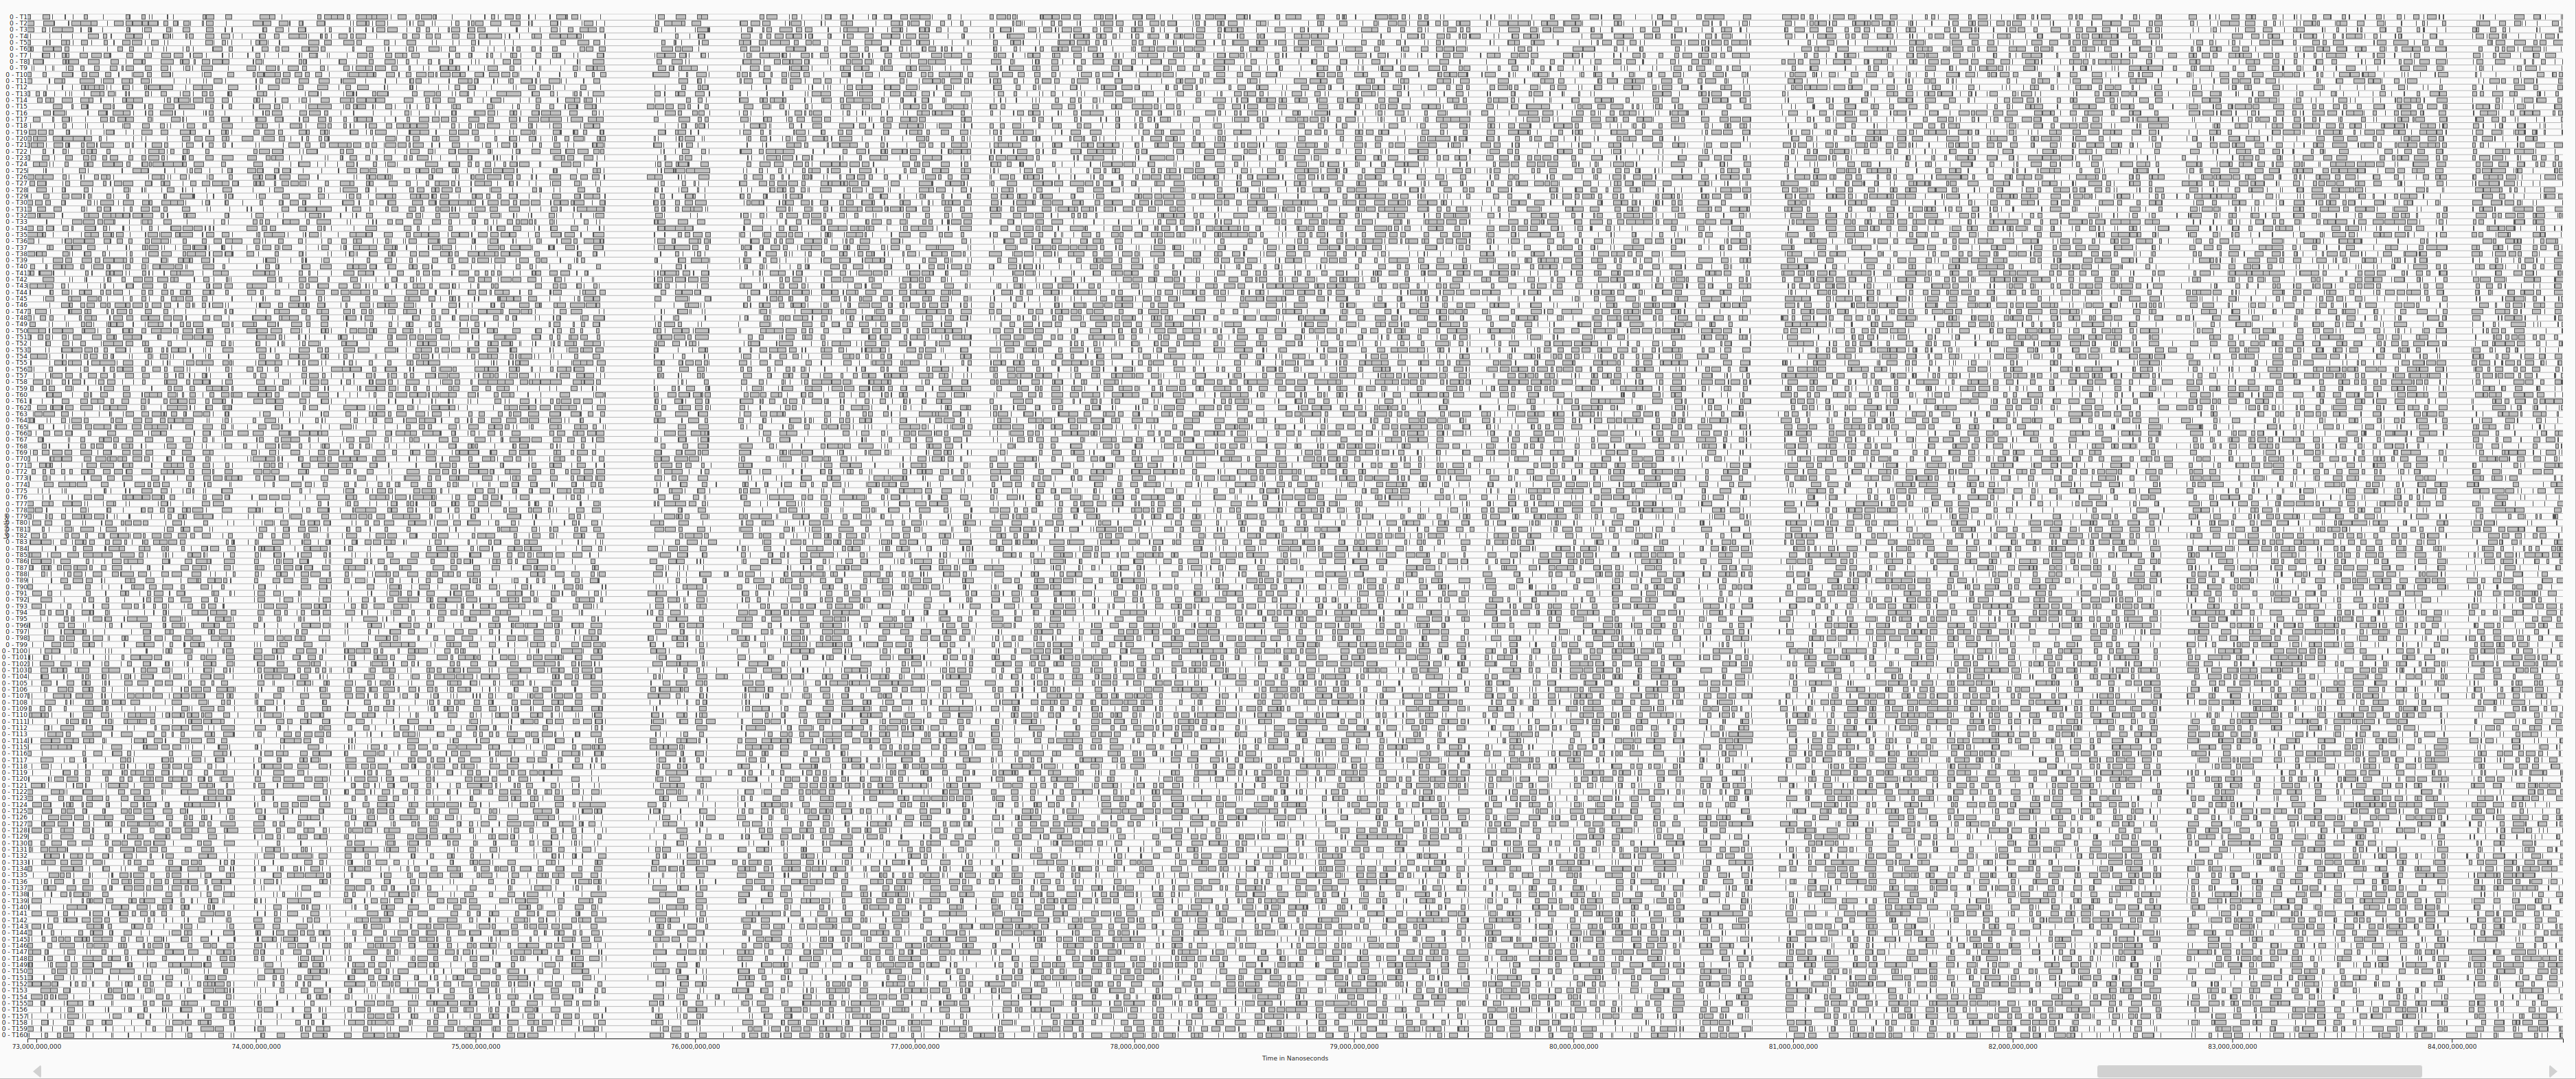 0 - T1
0 - T2
0 - T3
0 - T4
0 - T5
0 - T6
0 - T7
0 - T8
0 - T9
0 - T10
0 - T11
0 - T12
0 - T13
0 - T14
0 - T15
0 - T16
0 - T17
0 - T18
0 - T19
0 - T20
0 - T21
0 - T22
0 - T23
0 - T24
0 - T25
0 - T26
0 - T27
0 - T28
0 - T29
0 - T30
0 - T31
0 - T32
0 - T33
0 - T34
0 - T35
0 - T36
0 - T37
0 - T38
0 - T39
0 - T40
0 - T41
0 - T42
0 - T43
0 - T44
0 - T45
0 - T46
0 - T47
0 - T48
0 - T49
0 - T50
0 - T51
0 - T52
0 - T53
0 - T54
0 - T55
0 - T56
0 - T57
0 - T58
0 - T59
0 - T60
0 - T61
0 - T62
0 - T63
0 - T64
0 - T65
0 - T66
0 - T67
0 - T68
0 - T69
0 - T70
0 - T71
0 - T72
0 - T73
0 - T74
0 - T75
0 - T76
0 - T77
0 - T78
0 - T79
0 - T80
0 - T81
0 - T82
0 - T83
0 - T84
0 - T85
0 - T86
0 - T87
0 - T88
0 - T89
0 - T90
0 - T91
0 - T92
0 - T93
0 - T94
0 - T95
0 - T96
0 - T97
0 - T98
0 - T99
0 - T100
0 - T101
0 - T102
0 - T103
0 - T104
0 - T105
0 - T106
0 - T107
0 - T108
0 - T109
0 - T110
0 - T111
0 - T112
0 - T113
0 - T114
0 - T115
0 - T116
0 - T117
0 - T118
0 - T119
0 - T120
0 - T121
0 - T122
0 - T123
0 - T124
0 - T125
0 - T126
0 - T127
0 - T128
0 - T129
0 - T130
0 - T131
0 - T132
0 - T133
0 - T134
0 - T135
0 - T136
0 - T137
0 - T138
0 - T139
0 - T140
0 - T141
0 - T142
0 - T143
0 - T144
0 - T145
0 - T146
0 - T147
0 - T148
0 - T149
0 - T150
0 - T151
0 - T152
0 - T153
0 - T154
0 - T155
0 - T156
0 - T157
0 - T158
0 - T159
0 - T160
73,000,000,000 74,000,000,000 75,000,000,000 76,000,000,000 77,000,000,000 78,000,000,000 79,000,000,000 80,000,000,000 81,000,000,000 82,000,000,000 83,000,000,000 84,000,000,000
Time in Nanoseconds